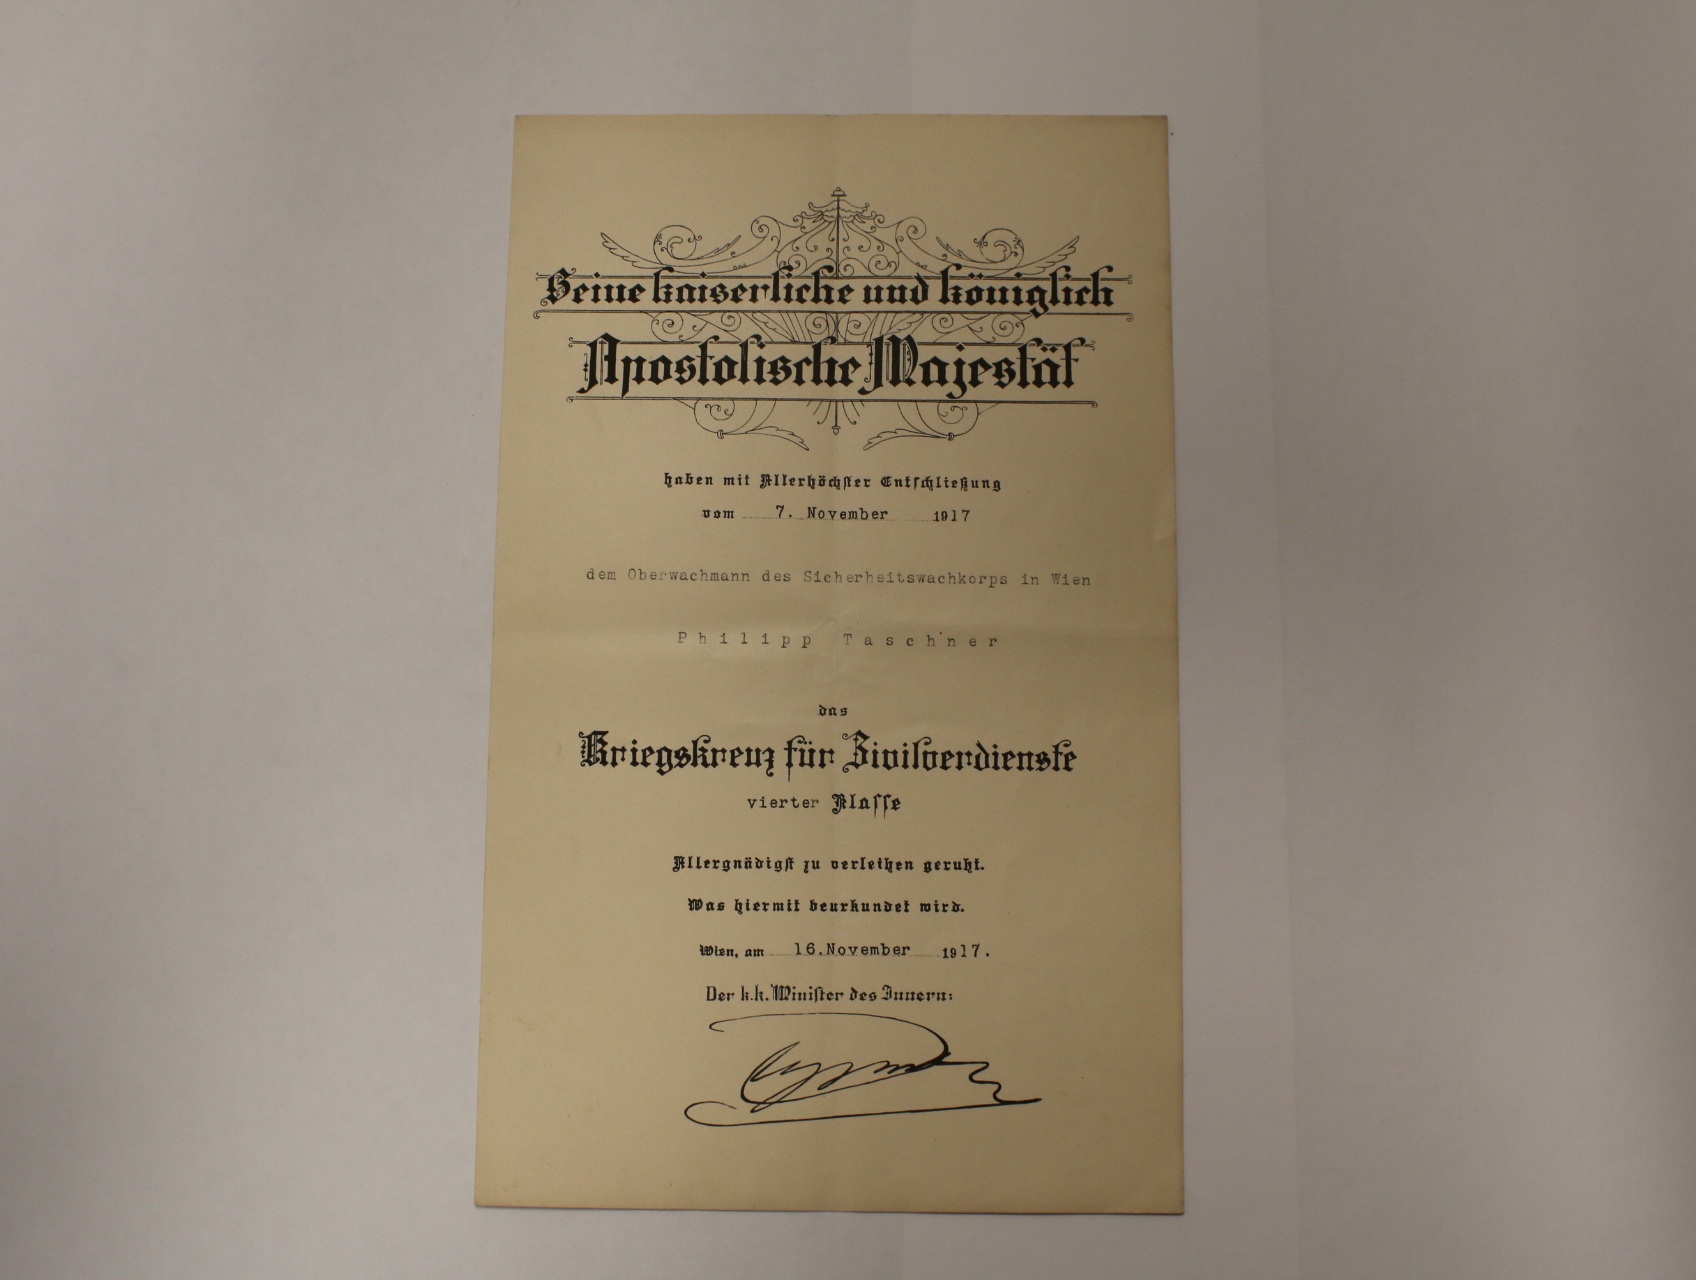 Seine kaiserliche und königlich
Apostolische Majestät
haben mit Allerhöchster Entschließung
vom 7. November 1917
dem Oberwachmann des Sicherheitswachkorps in Wien
Philipp Taschner
das
Kriegskreuz für Zivilverdienste
vierter Klasse
Allergnädigst zu verleihen geruht.
Was hiermit beurkundet wird.
Wien, am 16.November 1917.
Der k.k. Minister des Innern: